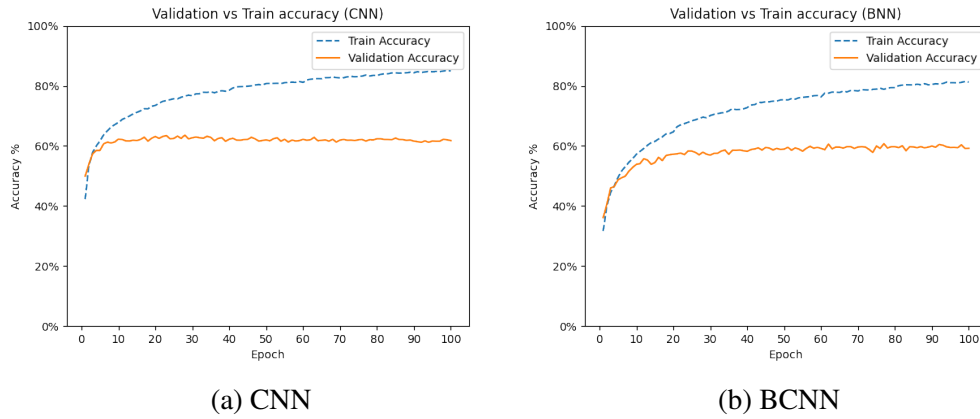 Validation vs Train accuracy (CNN)
100%
80%
60%
40%
20%
0%
Accuracy %
0 10 20 30 40 50 60 70 80 90 100
Epoch
Train Accuracy
Validation Accuracy
(a) CNN
Validation vs Train accuracy (BNN)
100%
80%
60%
40%
20%
0%
Accuracy %
0 10 20 30 40 50 60 70 80 90 100
Epoch
Train Accuracy
Validation Accuracy
(b) BCNN